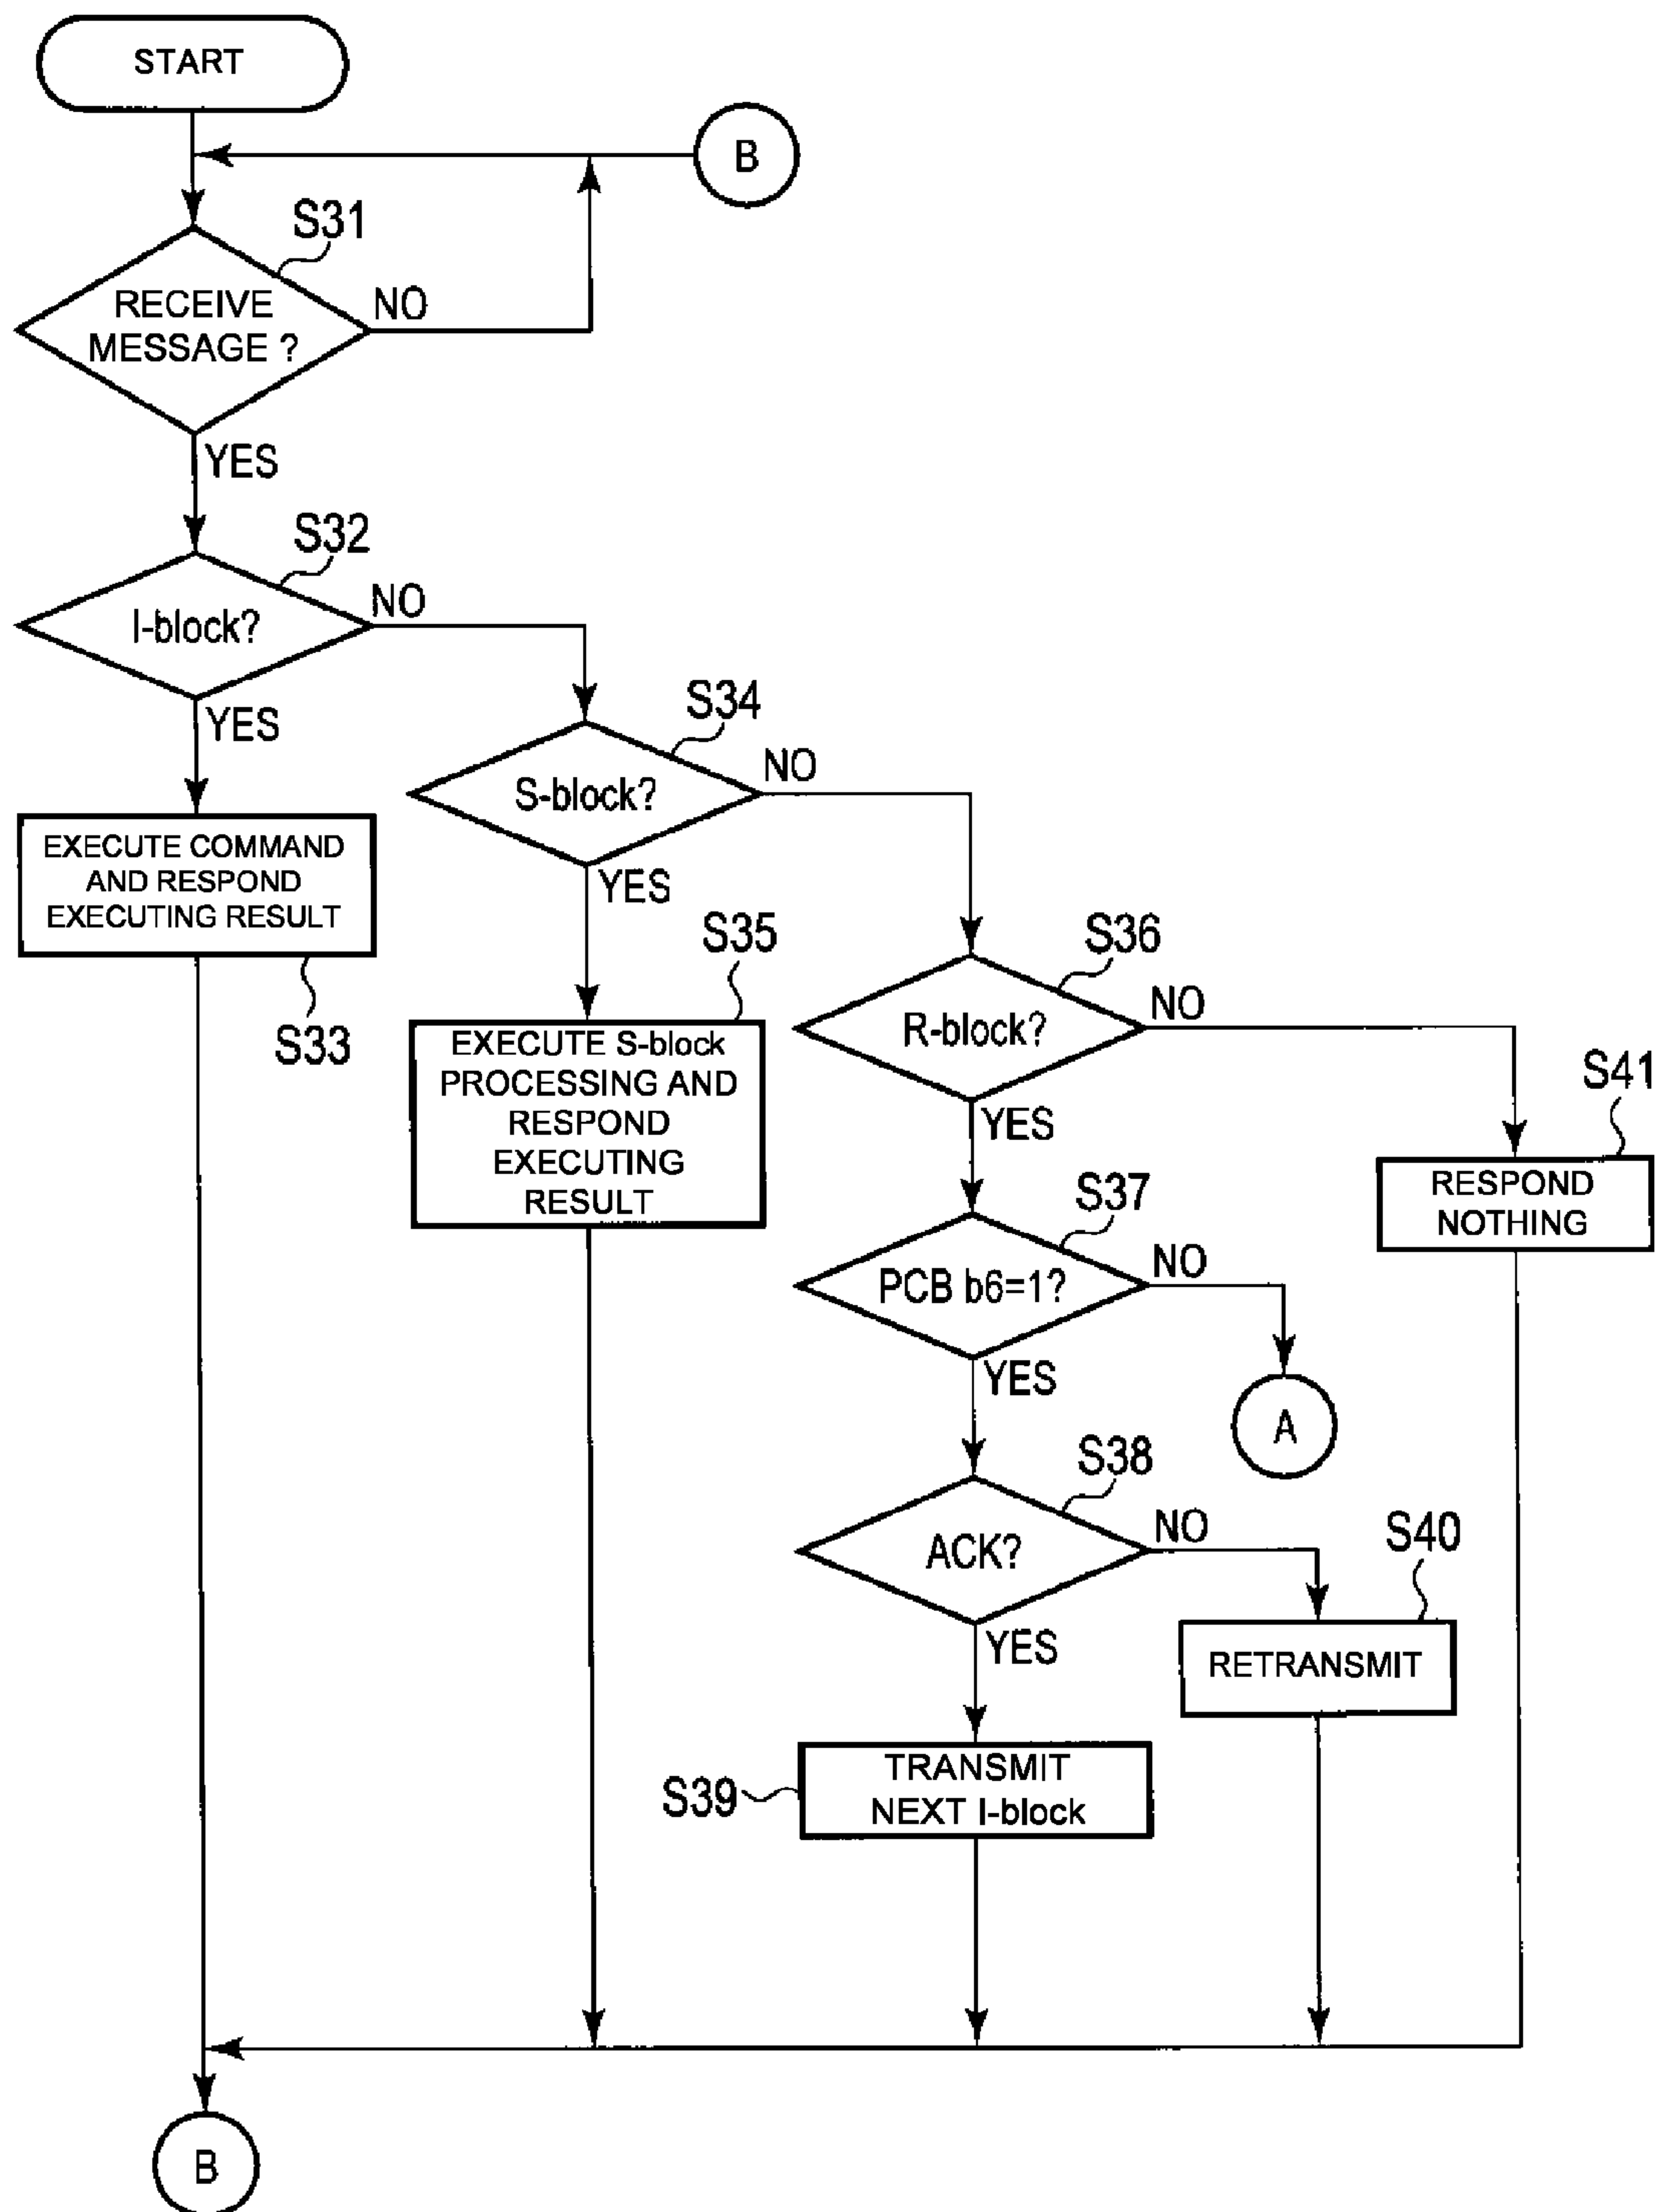 START
B
S31
RECEIVE
MESSAGE ?
NO
YES
S32
I-block?
NO
YES
S34
S-block?
NO
YES
EXECUTE COMMAND
AND RESPOND
EXECUTING RESULT
S33
S35
EXECUTE S-block
PROCESSING AND
RESPOND
EXECUTING
RESULT
S36
R-block?
NO
YES
S41
RESPOND
NOTHING
S37
PCB b6=1?
NO
YES
A
S38
ACK?
NO
YES
S40
RETRANSMIT
S39
TRANSMIT
NEXT I-block
B